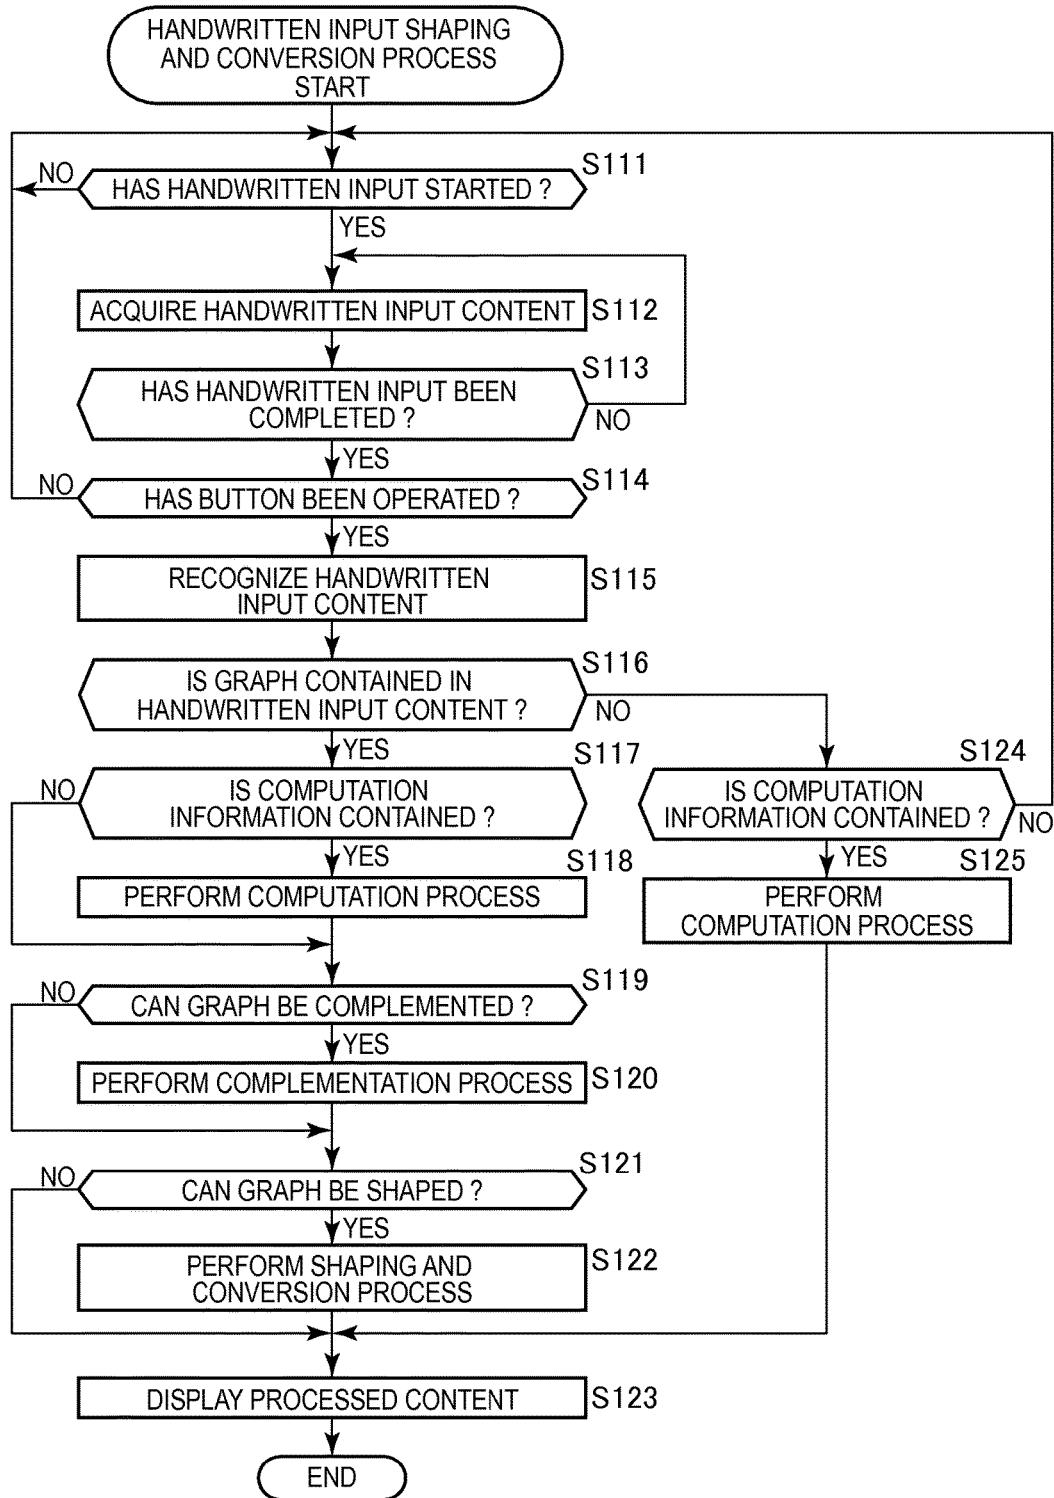 HANDWRITTEN INPUT SHAPING
AND CONVERSION PROCESS
START
NO
HAS HANDWRITTEN INPUT STARTED ?
S111
YES
ACQUIRE HANDWRITTEN INPUT CONTENT
S112
HAS HANDWRITTEN INPUT BEEN
COMPLETED ?
S113
NO
YES
NO
HAS BUTTON BEEN OPERATED ?
S114
YES
RECOGNIZE HANDWRITTEN
INPUT CONTENT
S115
IS GRAPH CONTAINED IN
HANDWRITTEN INPUT CONTENT ?
S116
NO
YES
S117
NO
IS COMPUTATION
INFORMATION CONTAINED ?
S124
IS COMPUTATION
INFORMATION CONTAINED ?
NO
YES
S118
PERFORM COMPUTATION PROCESS
YES
S125
PERFORM
COMPUTATION PROCESS
NO
CAN GRAPH BE COMPLEMENTED ?
S119
YES
PERFORM COMPLEMENTATION PROCESS
S120
NO
CAN GRAPH BE SHAPED ?
S121
YES
PERFORM SHAPING AND
CONVERSION PROCESS
S122
DISPLAY PROCESSED CONTENT
S123
END